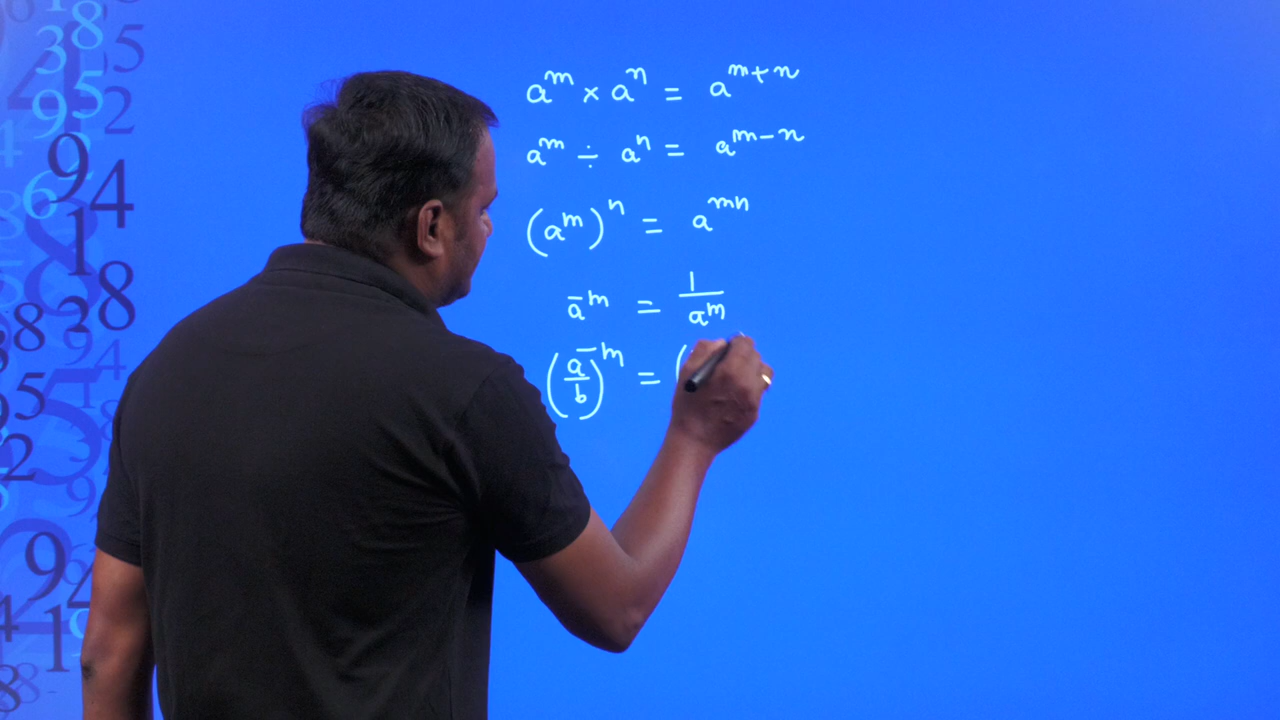 a^m × a^n = a^(m+n)
a^m ÷ a^n = a^(m-n)
(a^m)^n = a^(mn)
a^-m = 1/a^m
(a/b)^-m = (